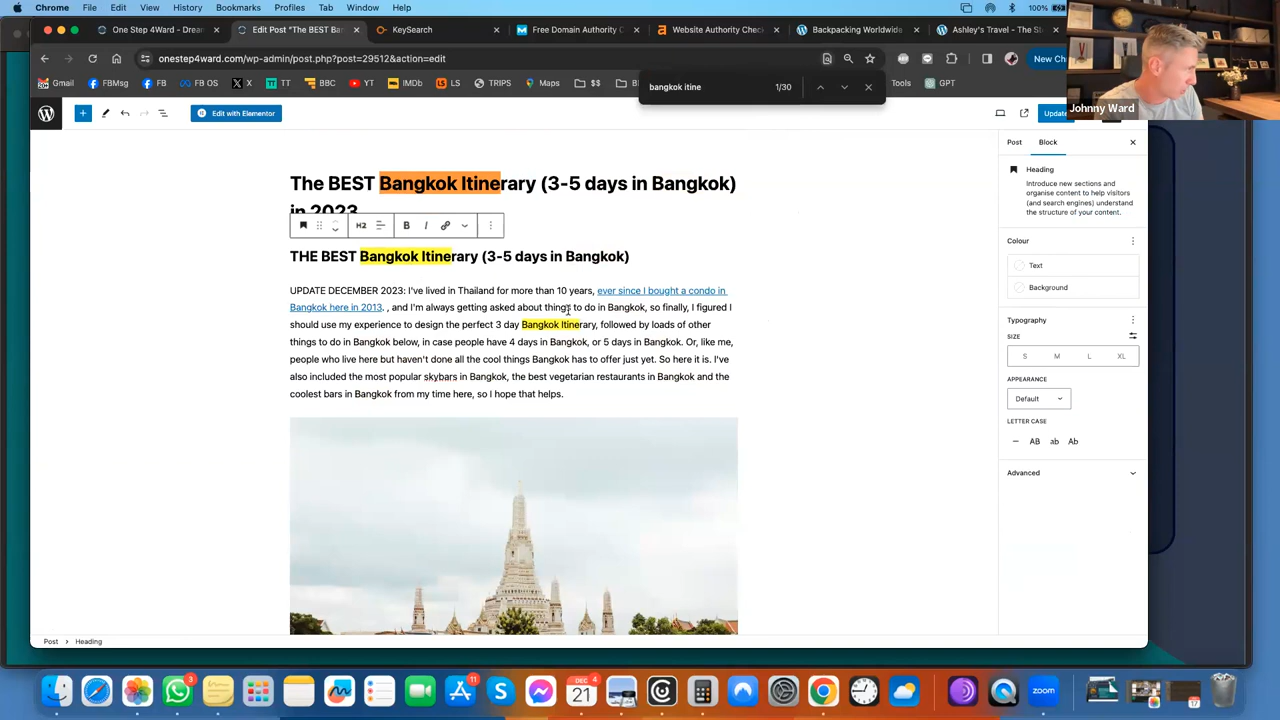 Chrome File Edit View History Bookmarks Profiles Tab Window Help 100%
One Step 4Ward - Drea
Edit Post "The BEST Ba
KeySearch
Free Domain Authority C
Website Authority Chec
Backpacking Worldwide
Ashley's Travel - The S
onestep4ward.com/wp-admin/post.php?post=29512&action=edit
New Ch
Gmail FBMsg FB X TT BBC YT IMDb FB OS LS TRIPS Maps $$ Tools GPT
bangkok itine 1/30
Johnny Ward
Edit with Elementor
Update
The BEST Bangkok Itinerary (3-5 days in Bangkok)
in 2023
H2 B I
THE BEST Bangkok Itinerary (3-5 days in Bangkok)
UPDATE DECEMBER 2023: I've lived in Thailand for more than 10 years, ever since I bought a condo in
Bangkok here in 2013. , and I'm always getting asked about things to do in Bangkok, so finally, I figured I
should use my experience to design the perfect 3 day Bangkok Itinerary, followed by loads of other
things to do in Bangkok below, in case people have 4 days in Bangkok, or 5 days in Bangkok. Or, like me,
people who live here but haven't done all the cool things Bangkok has to offer just yet. So here it is. I've
also included the most popular skybars in Bangkok, the best vegetarian restaurants in Bangkok and the
coolest bars in Bangkok from my time here, so I hope that helps.
Post Block
Heading
Introduce new sections and
organise content to help visitors
(and search engines) understand
the structure of your content.
Colour
Text
Background
Typography
SIZE
S M L XL
APPEARANCE
Default
LETTER CASE
— AB ab Ab
Advanced
Post > Heading
3
11
DEC 4
21
zoom
17